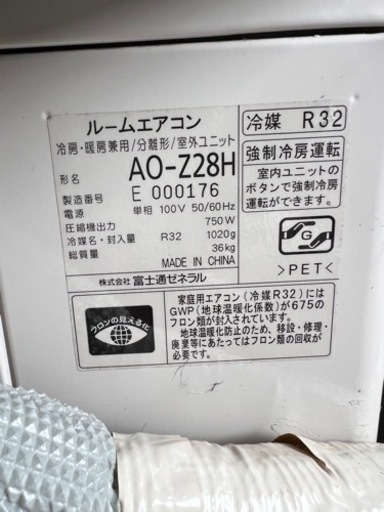 ルームエアコン
冷房・暖房兼用/分離形/室外ユニット
形名 AO-Z28H
製造番号 E 000176
電源 単相 100V 50/60Hz
圧縮機出力 750W
冷媒名・封入量 R32 1020g
総質量 36kg
MADE IN CHINA
株式会社 富士通ゼネラル
冷媒 R32
強制冷房運転
室内ユニットの
ボタンで強制冷房
運転ができます。
G
>PET<
フロンの見える化
家庭用エアコン(冷媒R32)には
GWP(地球温暖化係数)が675の
フロン類が封入されています。
地球温暖化防止のため、移設・修理・
廃棄等にあたってはフロン類の回収が
必要です。